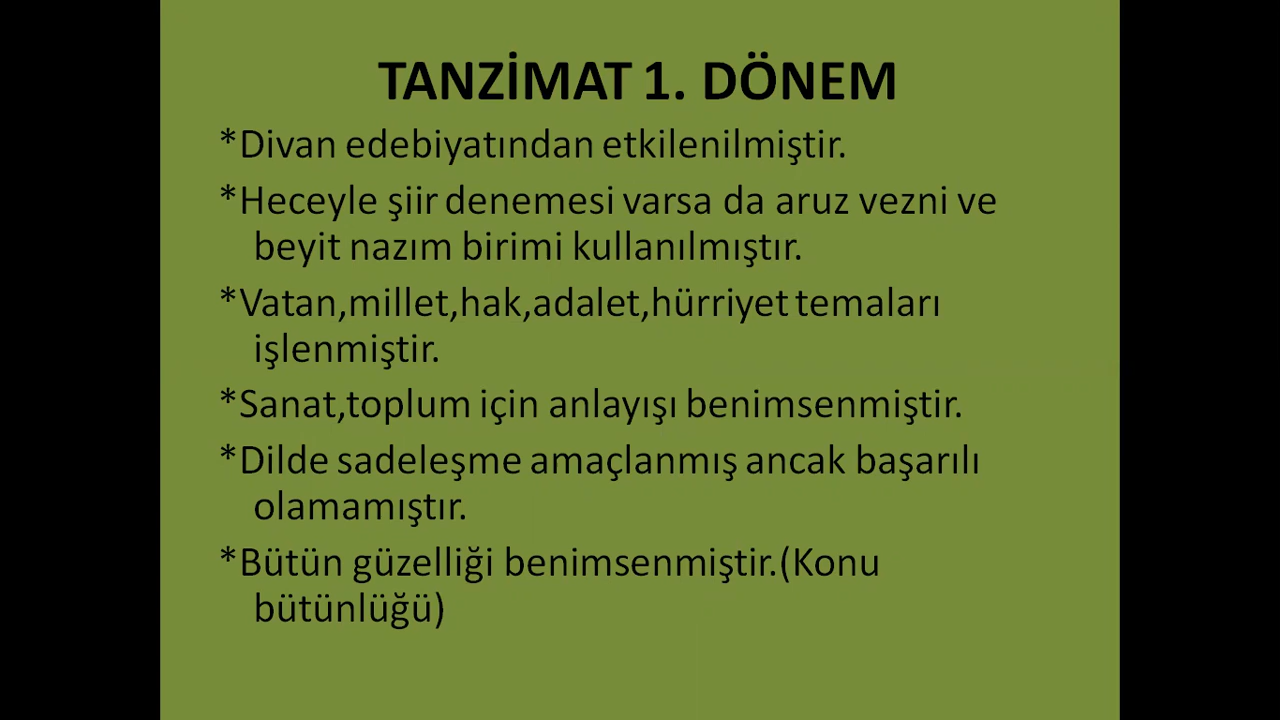 TANZİMAT 1. DÖNEM
*Divan edebiyatından etkilenilmiştir.
*Heceyle şiir denemesi varsa da aruz vezni ve
beyit nazım birimi kullanılmıştır.
*Vatan,millet,hak,adalet,hürriyet temaları
işlenmiştir.
*Sanat,toplum için anlayışı benimsenmiştir.
*Dilde sadeleşme amaçlanmış ancak başarılı
olamamıştır.
*Bütün güzelliği benimsenmiştir.(Konu
bütünlüğü)